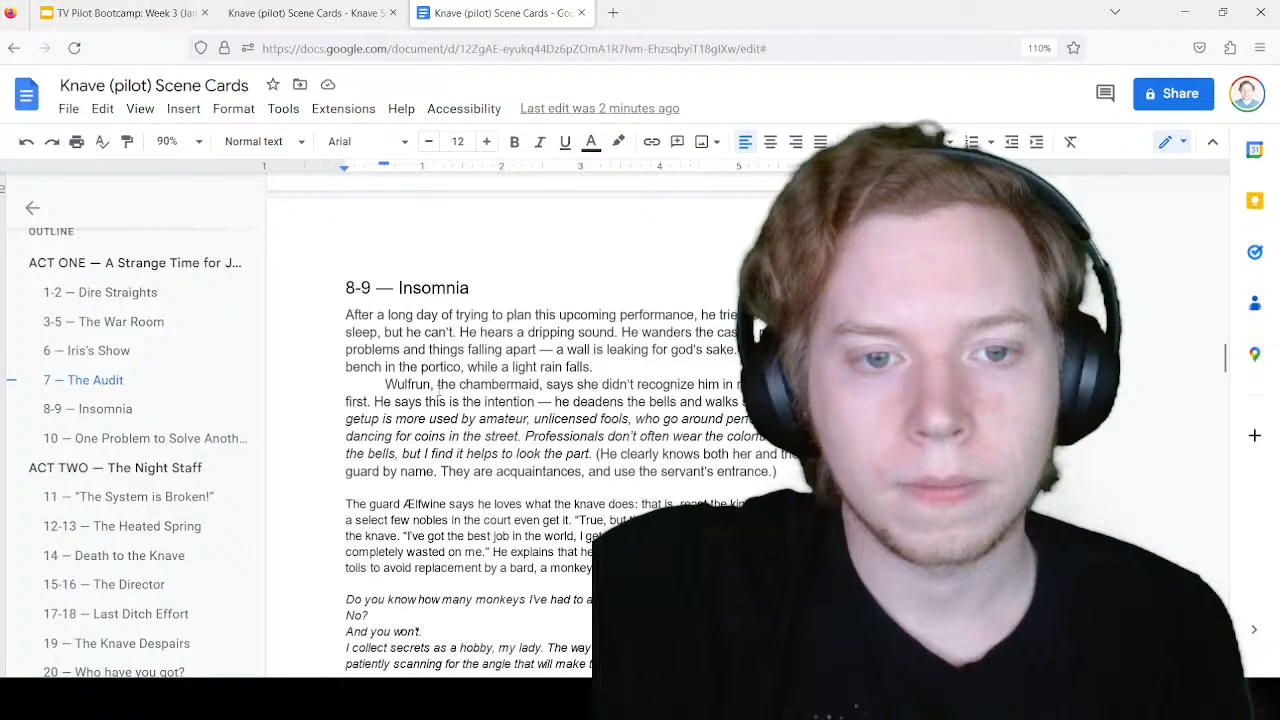 TV Pilot Bootcamp: Week 3 (Jan
Knave (pilot) Scene Cards - Knave S
Knave (pilot) Scene Cards - Goo
https://docs.google.com/document/d/12ZgAE-eyukq44Dz6pZOmA1R7lvm-EhzsqbyiT18gIXw/edit#
110%
Knave (pilot) Scene Cards
File Edit View Insert Format Tools Extensions Help Accessibility Last edit was 2 minutes ago
Share
90% Normal text Arial 12
1 1 2 3 4 5
OUTLINE
ACT ONE — A Strange Time for J...
1-2 — Dire Straights
3-5 — The War Room
6 — Iris's Show
7 — The Audit
8-9 — Insomnia
10 — One Problem to Solve Anoth...
ACT TWO — The Night Staff
11 — “The System is Broken!”
12-13 — The Heated Spring
14 — Death to the Knave
15-16 — The Director
17-18 — Last Ditch Effort
19 — The Knave Despairs
20 — Who have you got?
8-9 — Insomnia
After a long day of trying to plan this upcoming performance, he
sleep, but he can't. He hears a dripping sound. He wanders the
problems and things falling apart — a wall is leaking for god's sake.
bench in the portico, while a light rain falls.
Wulfrun, the chambermaid, says she didn't recognize him in
first. He says this is the intention — he deadens the bells and walks
getup is more used by amateur, unlicensed fools, who go around
dancing for coins in the street. Professionals don't often wear the
the bells, but I find it helps to look the part. (He clearly knows both her and
guard by name. They are acquaintances, and use the servant's entrance.)
The guard Ælfwine says he loves what the knave does: that is, roast the
a select few nobles in the court even get it. “True, but
the knave. “I've got the best job in the world, I
completely wasted on me.” He explains that
tolls to avoid replacement by a bard, a monkey
Do you know how many monkeys I've had to
No?
And you won't.
I collect secrets as a hobby, my lady. The way
patiently scanning for the angle that will make